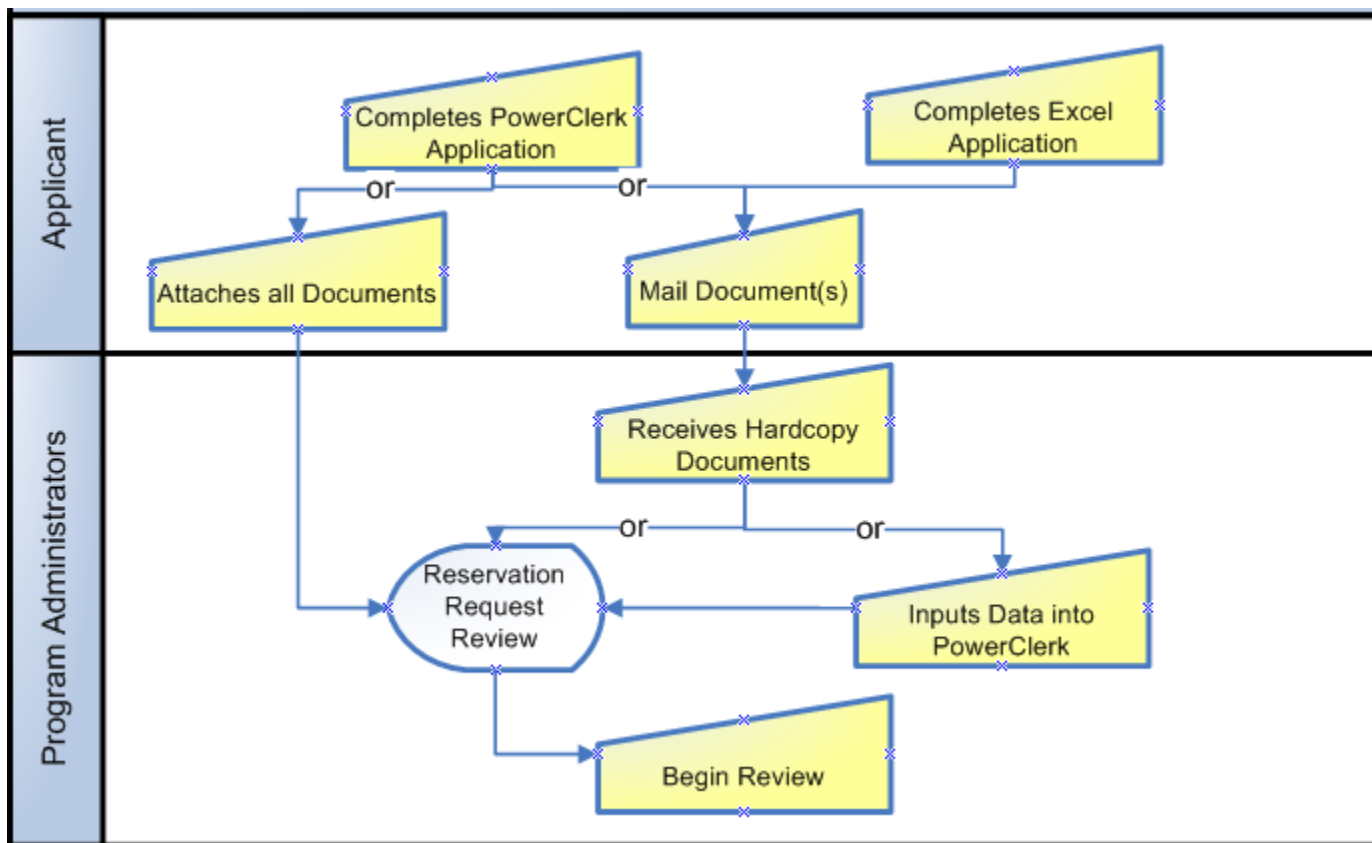 Applicant
Completes PowerClerk
Application
Completes Excel
Application
or
or
Attaches all Documents
Mail Document(s)
Program Administrators
Receives Hardcopy
Documents
or
or
Reservation
Request
Review
Inputs Data into
PowerClerk
Begin Review